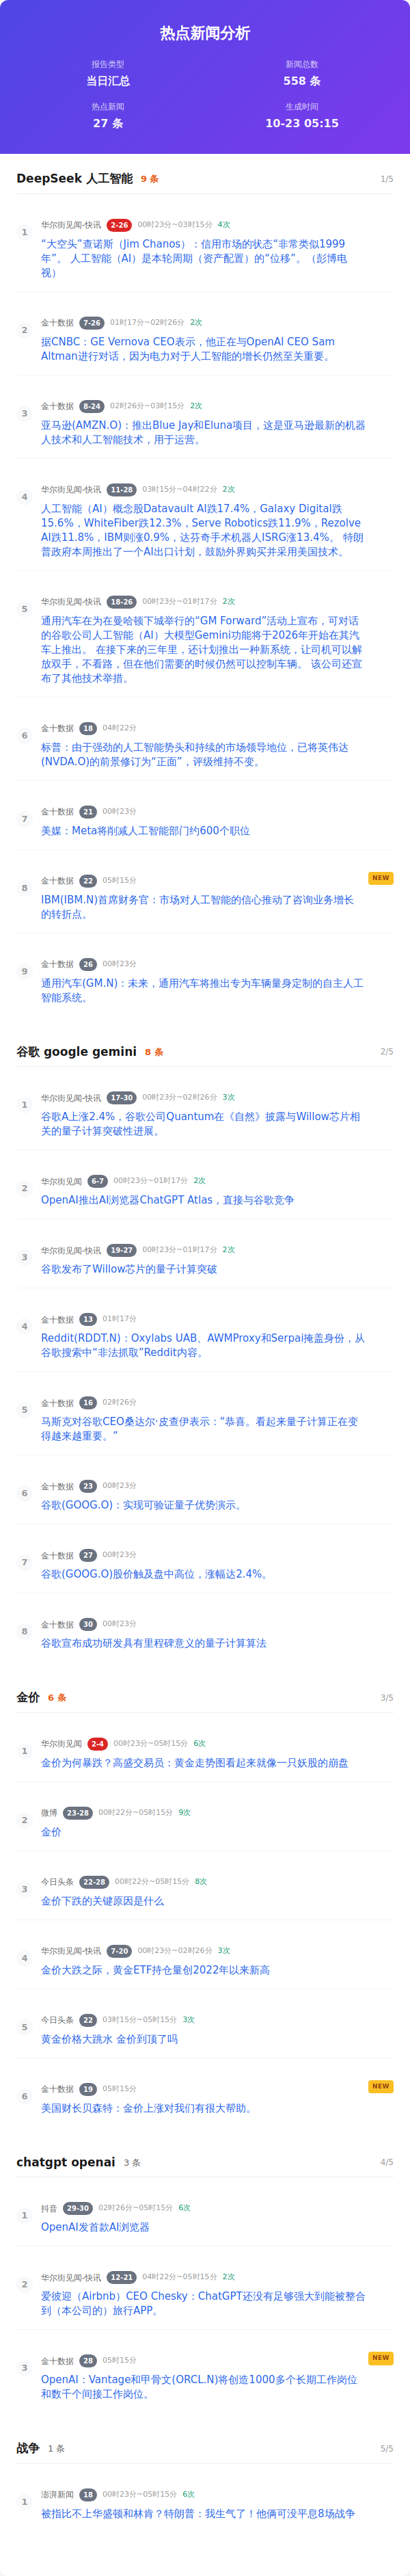 热点新闻分析
报告类型
当日汇总
新闻总数
558 条
热点新闻
27 条
生成时间
10-23 05:15
DeepSeek 人工智能 9 条 1/5
1
华尔街见闻-快讯 2-26 00时23分~03时15分 4次
“大空头”查诺斯（Jim Chanos）：信用市场的状态“非常类似1999
年”。 人工智能（AI）是本轮周期（资产配置）的“位移”。（彭博电
视）
2
金十数据 7-26 01时17分~02时26分 2次
据CNBC：GE Vernova CEO表示，他正在与OpenAI CEO Sam
Altman进行对话，因为电力对于人工智能的增长仍然至关重要。
3
金十数据 8-24 02时26分~03时15分 2次
亚马逊(AMZN.O)：推出Blue Jay和Eluna项目，这是亚马逊最新的机器
人技术和人工智能技术，用于运营。
4
华尔街见闻-快讯 11-28 03时15分~04时22分 2次
人工智能（AI）概念股Datavault AI跌17.4%，Galaxy Digital跌
15.6%，WhiteFiber跌12.3%，Serve Robotics跌11.9%，Rezolve
AI跌11.8%，IBM则涨0.9%，达芬奇手术机器人ISRG涨13.4%。 特朗
普政府本周推出了一个AI出口计划，鼓励外界购买并采用美国技术。
5
华尔街见闻-快讯 18-26 00时23分~01时17分 2次
通用汽车在为在曼哈顿下城举行的“GM Forward”活动上宣布，可对话
的谷歌公司人工智能（AI）大模型Gemini功能将于2026年开始在其汽
车上推出。 在接下来的三年里，还计划推出一种新系统，让司机可以解
放双手，不看路，但在他们需要的时候仍然可以控制车辆。 该公司还宣
布了其他技术举措。
6
金十数据 18 04时22分
标普：由于强劲的人工智能势头和持续的市场领导地位，已将英伟达
(NVDA.O)的前景修订为“正面”，评级维持不变。
7
金十数据 21 00时23分
美媒：Meta将削减人工智能部门约600个职位
8
金十数据 22 05时15分 NEW
IBM(IBM.N)首席财务官：市场对人工智能的信心推动了咨询业务增长
的转折点。
9
金十数据 26 00时23分
通用汽车(GM.N)：未来，通用汽车将推出专为车辆量身定制的自主人工
智能系统。
谷歌 google gemini 8 条 2/5
1
华尔街见闻-快讯 17-30 00时23分~02时26分 3次
谷歌A上涨2.4%，谷歌公司Quantum在《自然》披露与Willow芯片相
关的量子计算突破性进展。
2
华尔街见闻 6-7 00时23分~01时17分 2次
OpenAI推出AI浏览器ChatGPT Atlas，直接与谷歌竞争
3
华尔街见闻-快讯 19-27 00时23分~01时17分 2次
谷歌发布了Willow芯片的量子计算突破
4
金十数据 13 01时17分
Reddit(RDDT.N)：Oxylabs UAB、AWMProxy和Serpai掩盖身份，从
谷歌搜索中“非法抓取”Reddit内容。
5
金十数据 16 02时26分
马斯克对谷歌CEO桑达尔·皮查伊表示：“恭喜。看起来量子计算正在变
得越来越重要。”
6
金十数据 23 00时23分
谷歌(GOOG.O)：实现可验证量子优势演示。
7
金十数据 27 00时23分
谷歌(GOOG.O)股价触及盘中高位，涨幅达2.4%。
8
金十数据 30 00时23分
谷歌宣布成功研发具有里程碑意义的量子计算算法
金价 6 条 3/5
1
华尔街见闻 2-4 00时23分~05时15分 6次
金价为何暴跌？高盛交易员：黄金走势图看起来就像一只妖股的崩盘
2
微博 23-28 00时22分~05时15分 9次
金价
3
今日头条 22-28 00时22分~05时15分 8次
金价下跌的关键原因是什么
4
华尔街见闻-快讯 7-20 00时23分~02时26分 3次
金价大跌之际，黄金ETF持仓量创2022年以来新高
5
今日头条 22 03时15分~05时15分 3次
黄金价格大跳水 金价到顶了吗
6
金十数据 19 05时15分 NEW
美国财长贝森特：金价上涨对我们有很大帮助。
chatgpt openai 3 条 4/5
1
抖音 29-30 02时26分~05时15分 6次
OpenAI发首款AI浏览器
2
华尔街见闻-快讯 12-21 04时22分~05时15分 2次
爱彼迎（Airbnb）CEO Chesky：ChatGPT还没有足够强大到能被整合
到（本公司的）旅行APP。
3
金十数据 28 05时15分 NEW
OpenAI：Vantage和甲骨文(ORCL.N)将创造1000多个长期工作岗位
和数千个间接工作岗位。
战争 1 条 5/5
1
澎湃新闻 18 00时23分~05时15分 6次
被指比不上华盛顿和林肯？特朗普：我生气了！他俩可没平息8场战争